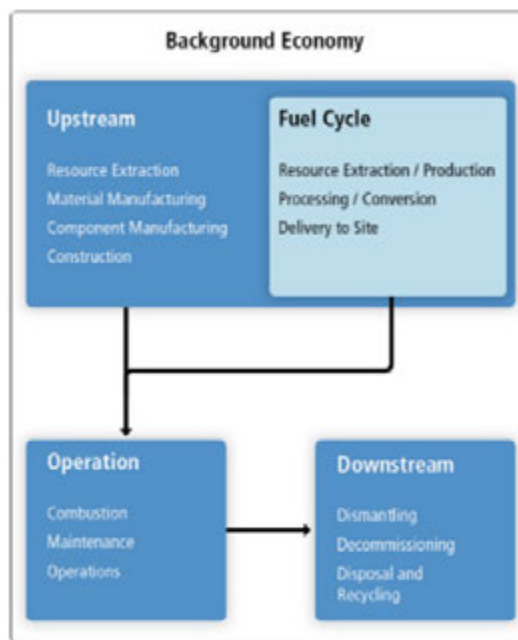 Background Economy
Upstream
Resource Extraction
Material Manufacturing
Component Manufacturing
Construction
Fuel Cycle
Resource Extraction / Production
Processing / Conversion
Delivery to Site
Operation
Combustion
Maintenance
Operations
Downstream
Dismantling
Decommissioning
Disposal and
Recycling